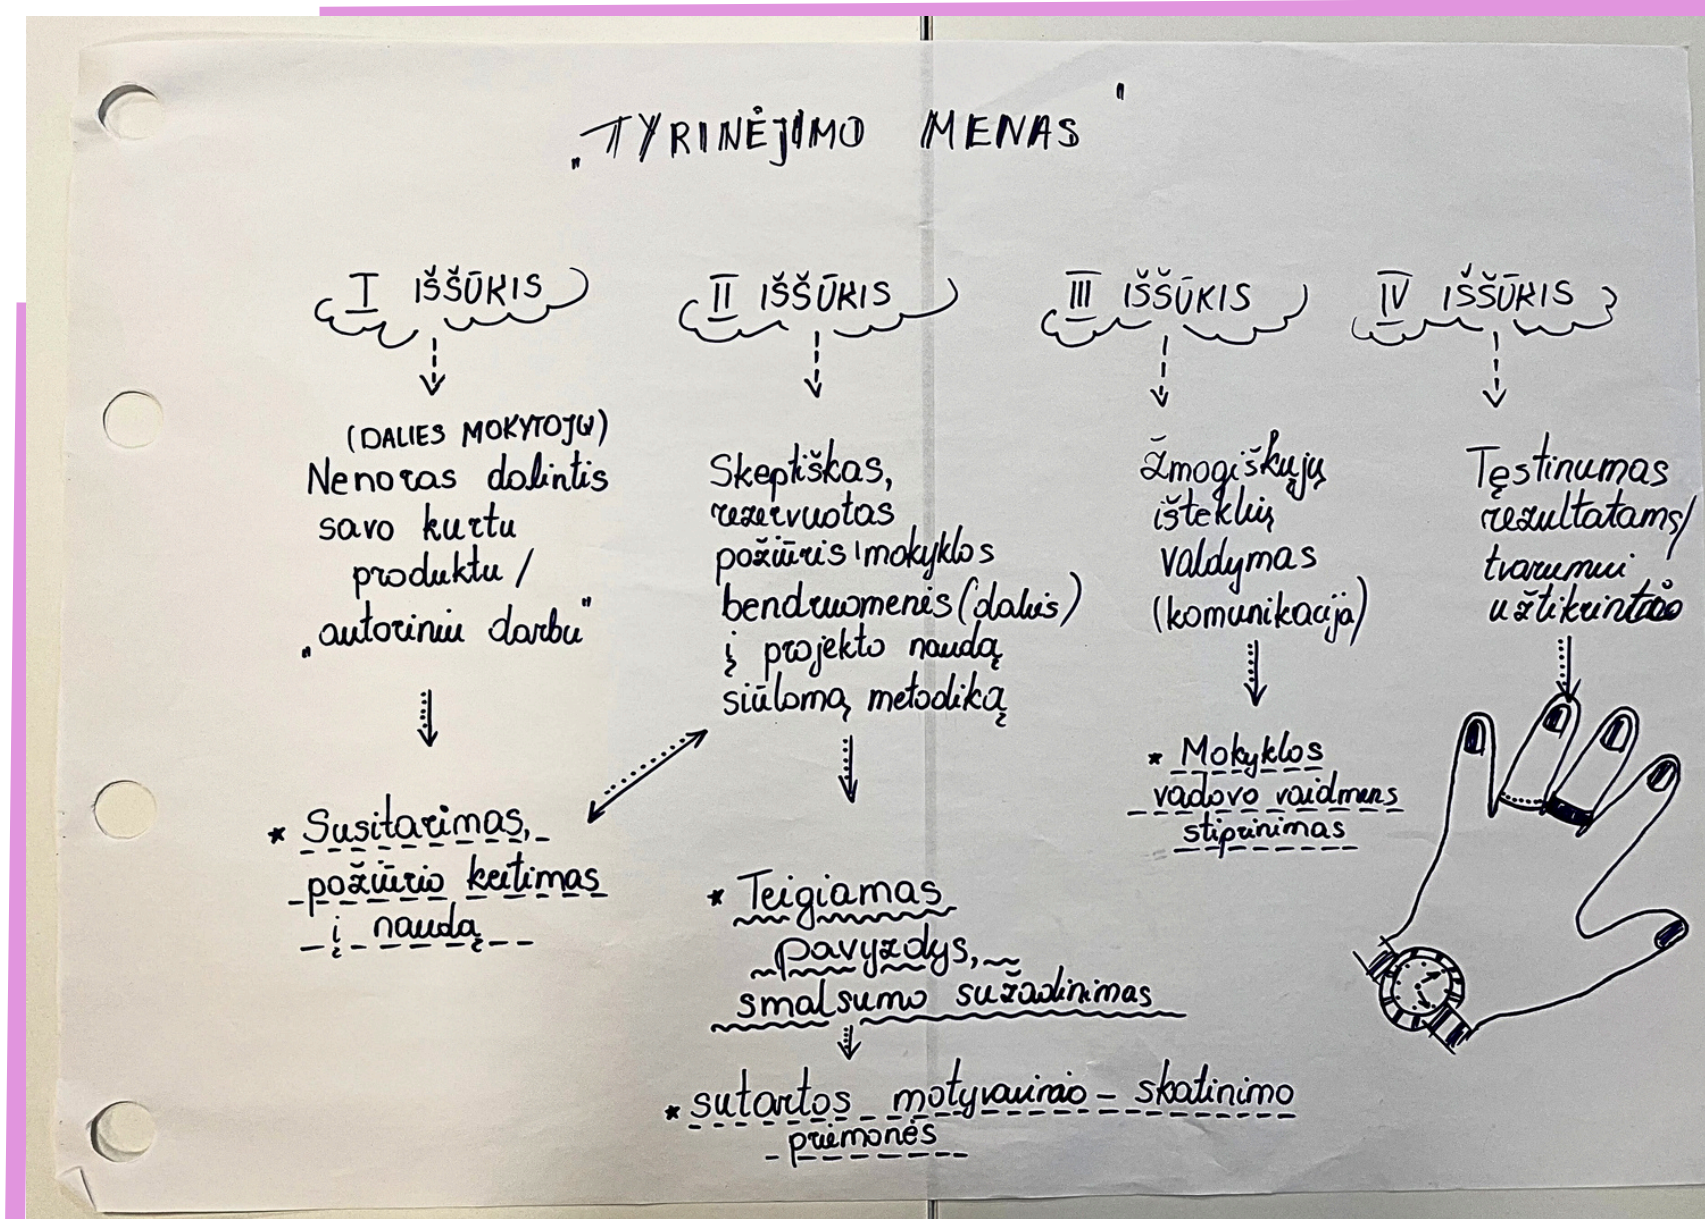 „TYRINĖJIMO MENAS"
I IŠŠŪKIS
(DALIES MOKYTOJŲ)
Nenoras dalintis
savo kurtu
produktu /
„autoriniu darbu"
* Susitarimas,
požiūrio keitimas
į naudą
II IŠŠŪKIS
Skeptiškas,
rezervuotas
požiūris | mokyklos
bendruomenės (dalis)
į projekto naudą
siūlomą metodiką
* Teigiamas
pavyzdys,
smalsumo sužadinimas
* sutartos motyvavimo - skatinimo
priemonės
III IŠŠŪKIS
Žmogiškųjų
išteklių
valdymas
(komunikacija)
* Mokyklos
vadovo vaidmens
stiprinimas
IV IŠŠŪKIS
Tęstinumas
rezultatams/
tvarumui